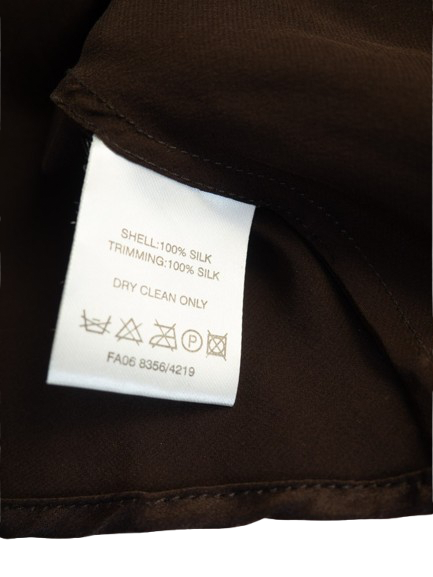 SHELL:100% SILK
TRIMMING:100% SILK
DRY CLEAN ONLY
P
FA06 8356/4219